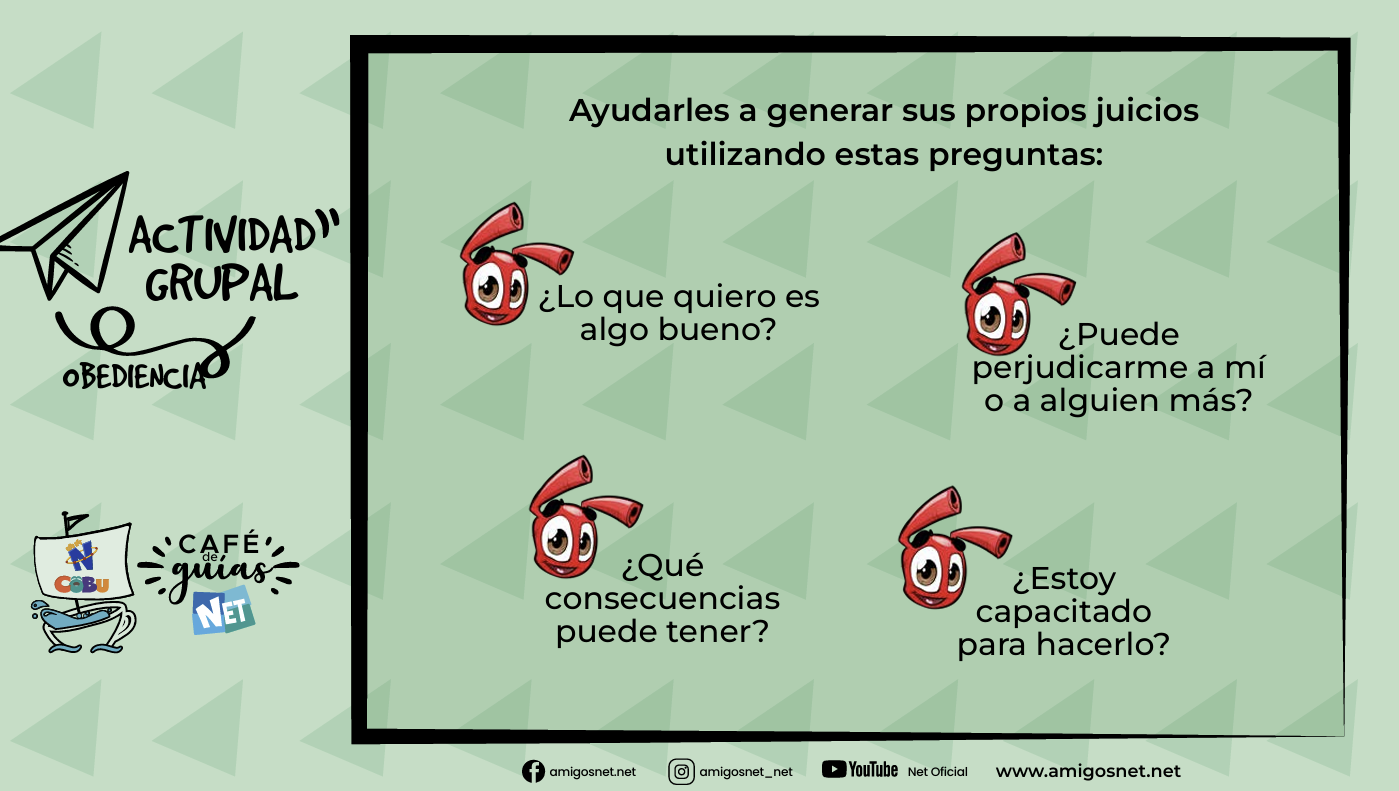 Ayudarles a generar sus propios juicios
utilizando estas preguntas:
ACTIVIDAD
GRUPAL
OBEDIENCIA
¿Lo que quiero es
algo bueno?
¿Puede
perjudicarme a mí
o a alguien más?
¿Qué
consecuencias
puede tener?
¿Estoy
capacitado
para hacerlo?
N
COBU
CAFÉ
de
guías
NET
amigosnet.net
amigosnet_net
YouTube Net Oficial
www.amigosnet.net